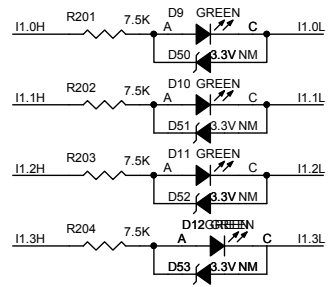 R201 7.5K D9 GREEN
I1.0H A C I1.0L
D50 3.3V NM
R202 7.5K D10 GREEN
I1.1H A C I1.1L
D51 3.3V NM
R203 7.5K D11 GREEN
I1.2H A C I1.2L
D52 3.3V NM
R204 7.5K D12 GREEN
I1.3H A C I1.3L
D53 3.3V NM